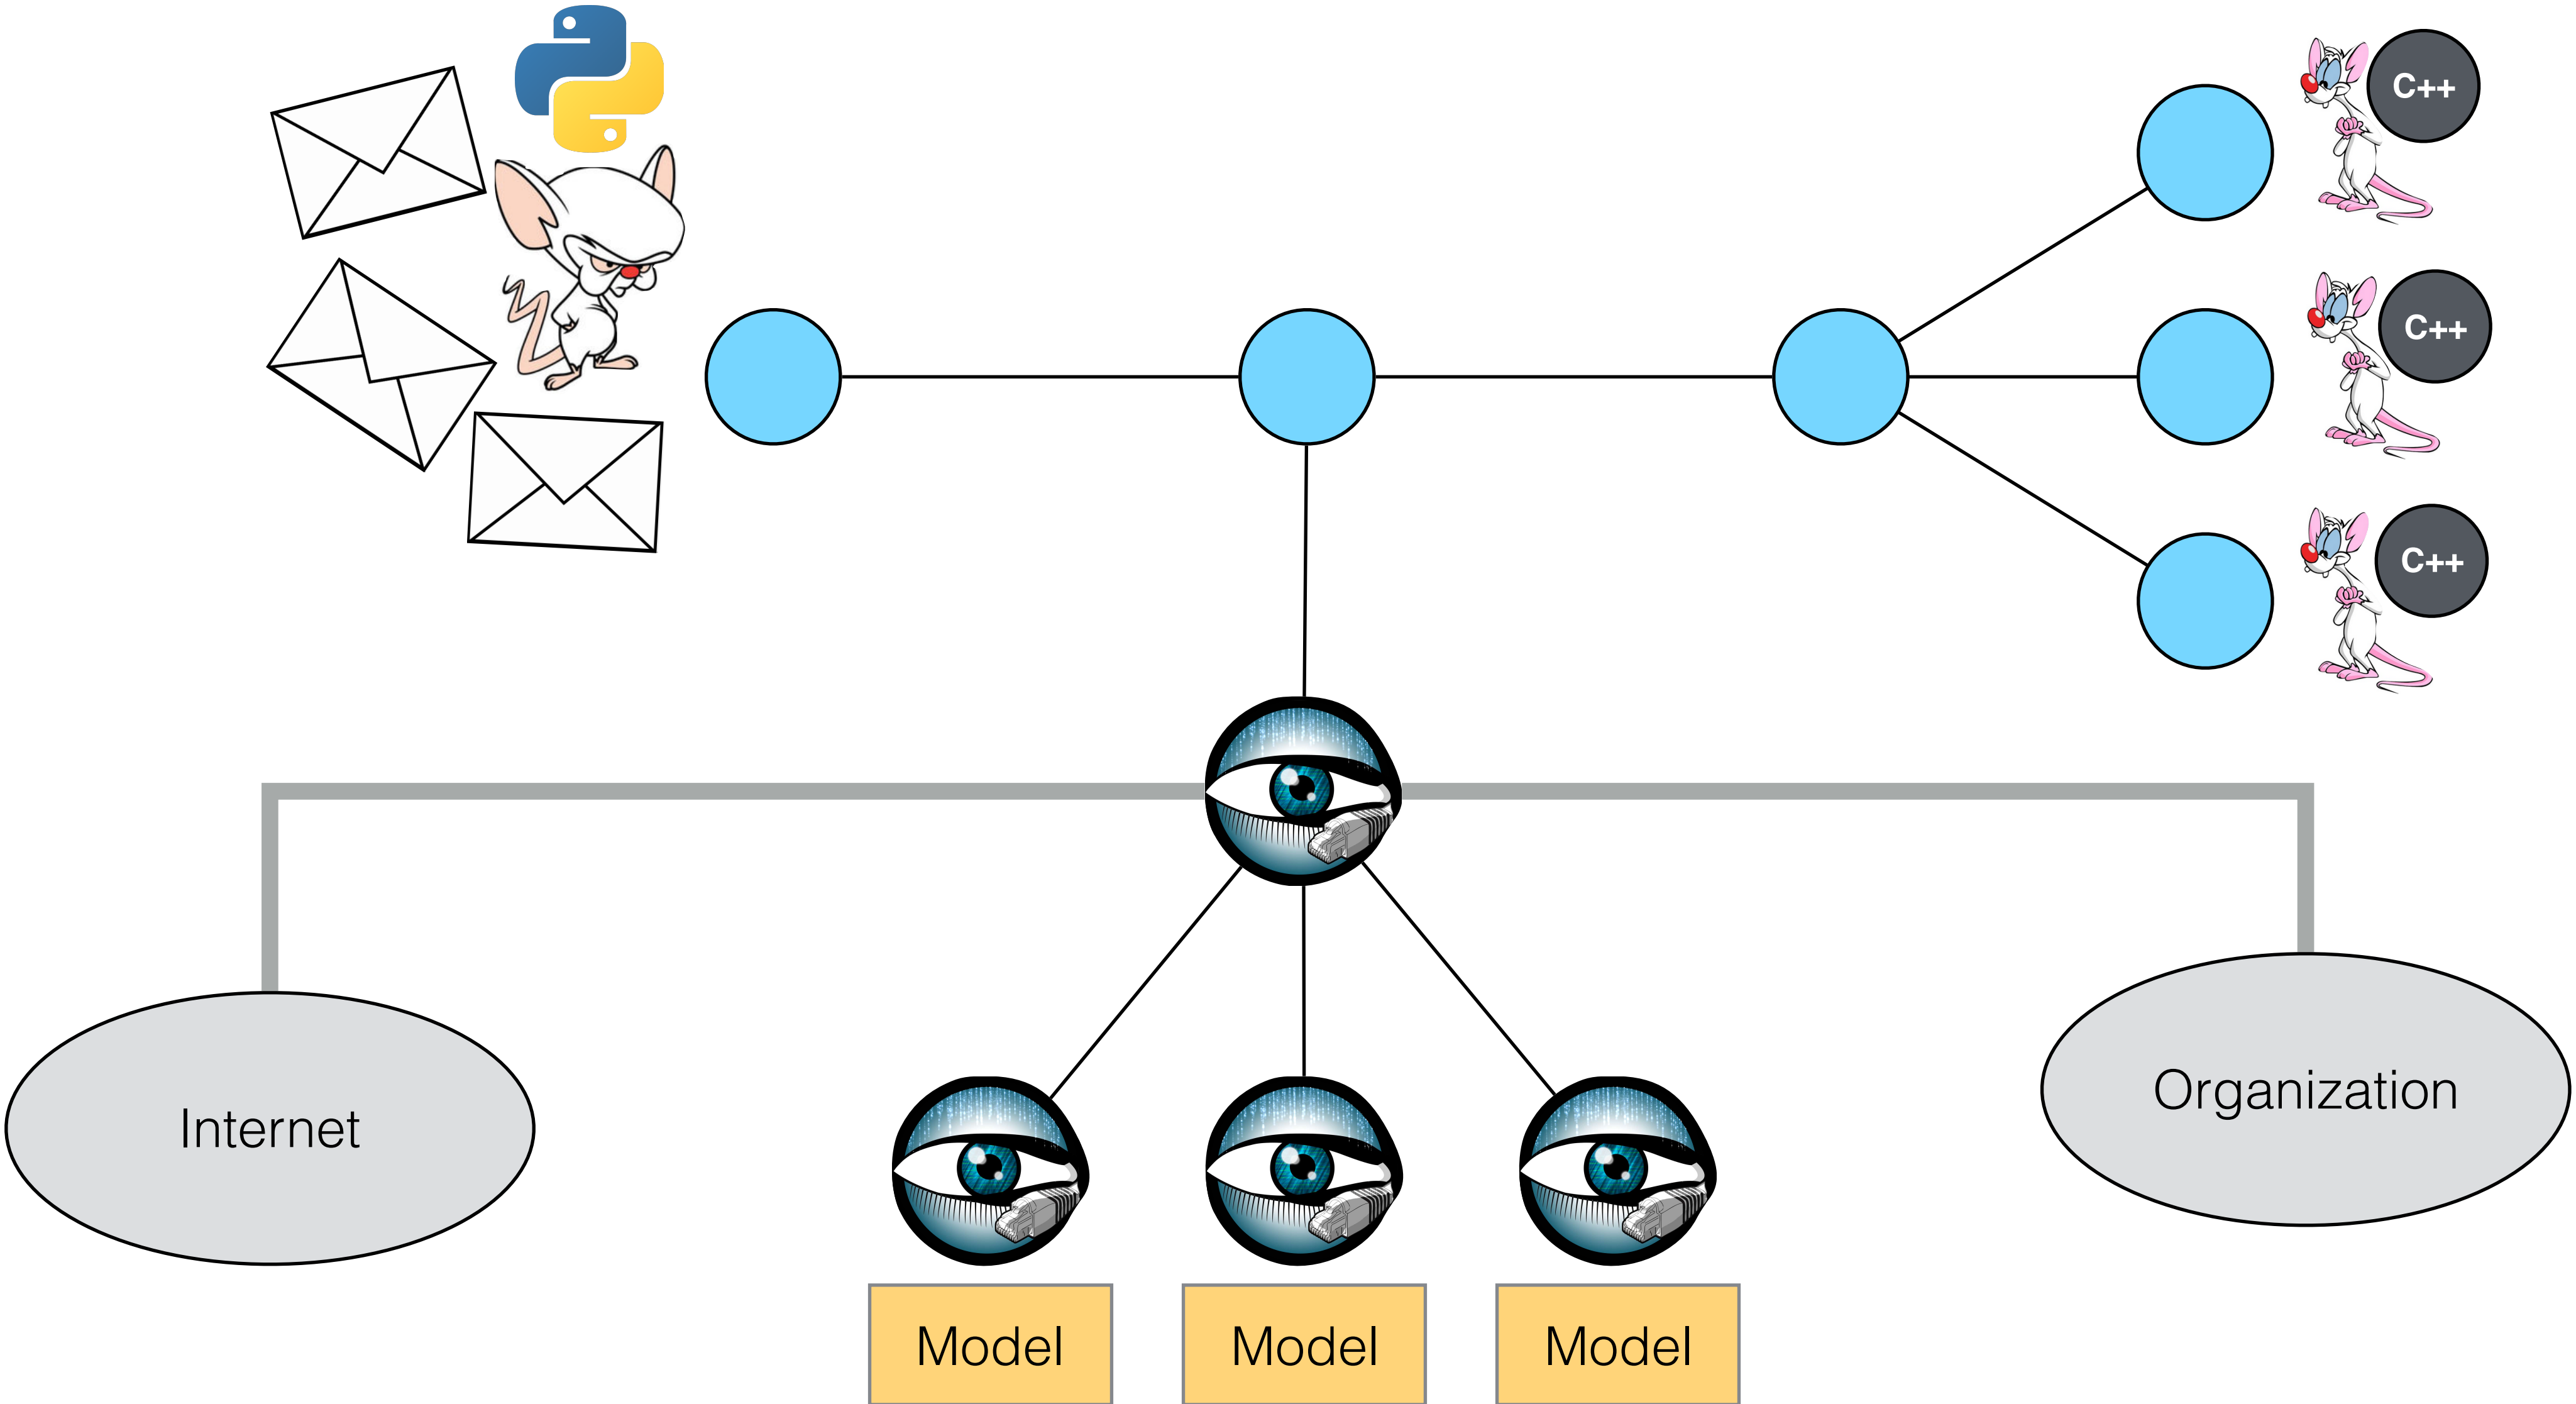 C++
C++
C++
Internet
Organization
Model
Model
Model